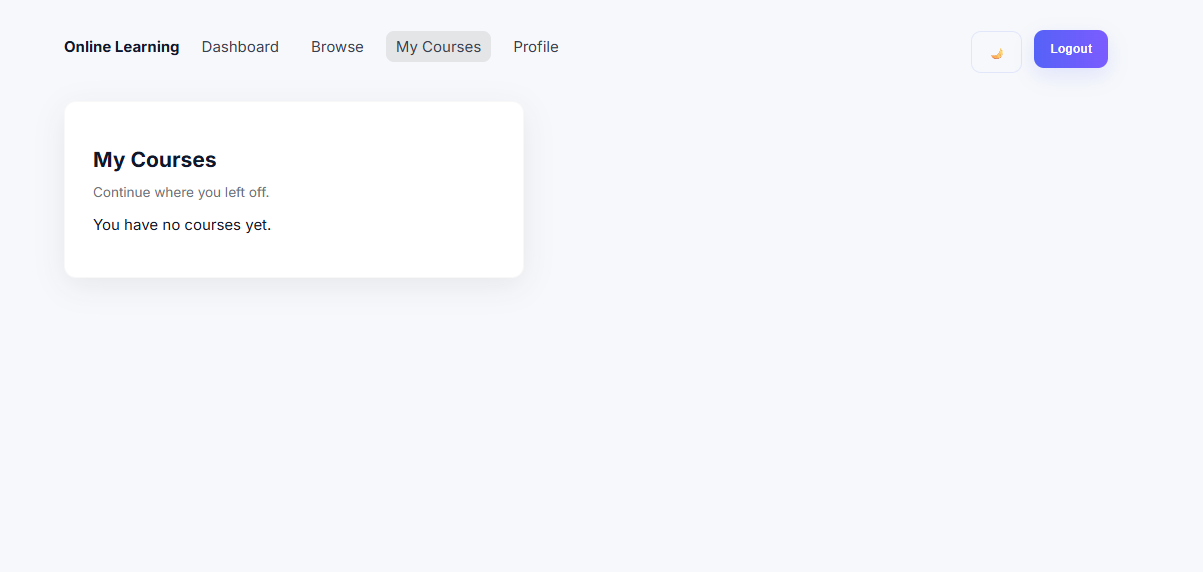 Online Learning Dashboard Browse My Courses Profile Logout
My Courses
Continue where you left off.
You have no courses yet.